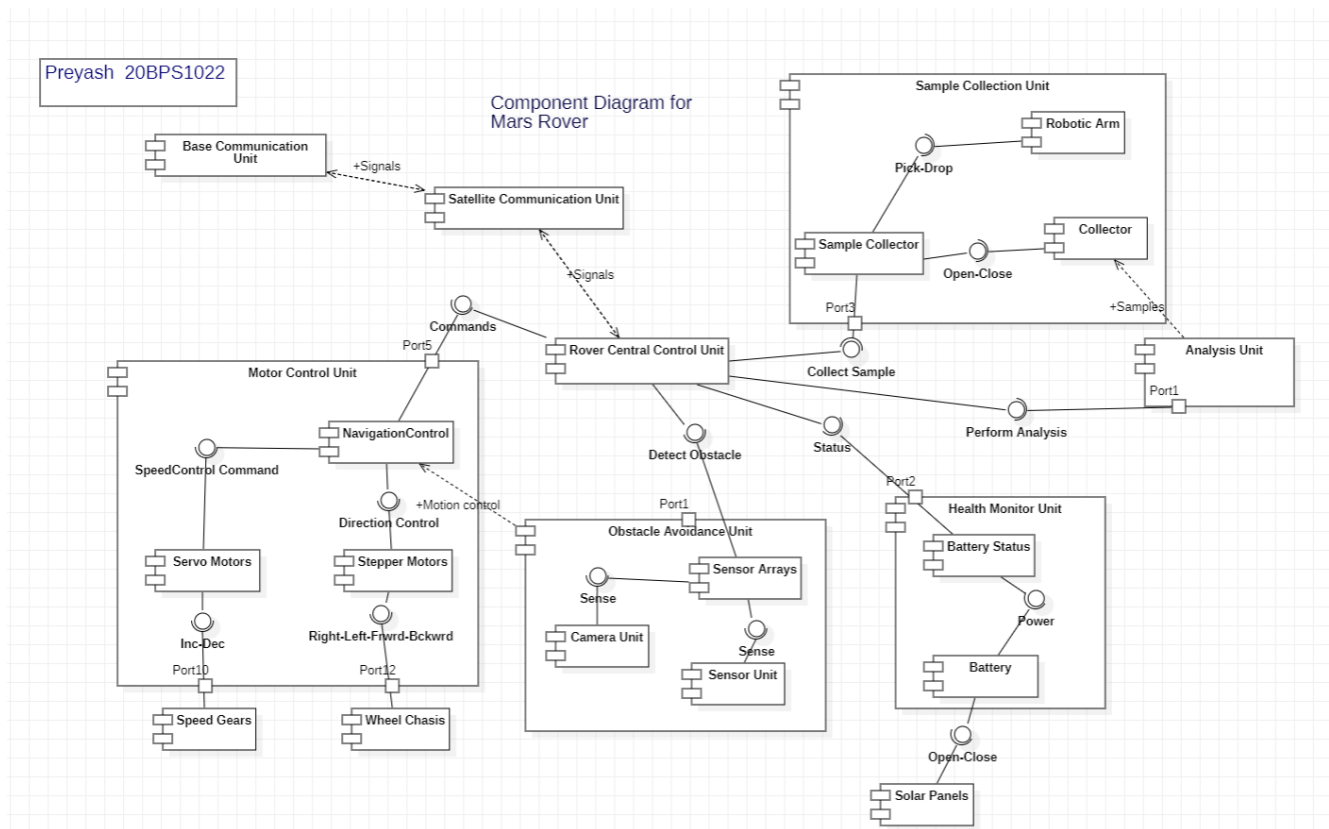 Preyash  20BPS1022
Component Diagram for
Mars Rover
Base Communication
Unit
+Signals
Satellite Communication Unit
+Signals
Sample Collection Unit
Robotic Arm
Pick-Drop
Sample Collector
Collector
Open-Close
Port3
+Samples
Commands
Port5
Rover Central Control Unit
Collect Sample
Analysis Unit
Port1
Perform Analysis
Motor Control Unit
NavigationControl
SpeedControl Command
Detect Obstacle
Status
+Motion control
Direction Control
Port1
Port2
Obstacle Avoidance Unit
Health Monitor Unit
Battery Status
Servo Motors
Stepper Motors
Sensor Arrays
Sense
Power
Inc-Dec
Right-Left-Frwrd-Bckwrd
Camera Unit
Sense
Port10
Port12
Sensor Unit
Battery
Speed Gears
Wheel Chasis
Open-Close
Solar Panels